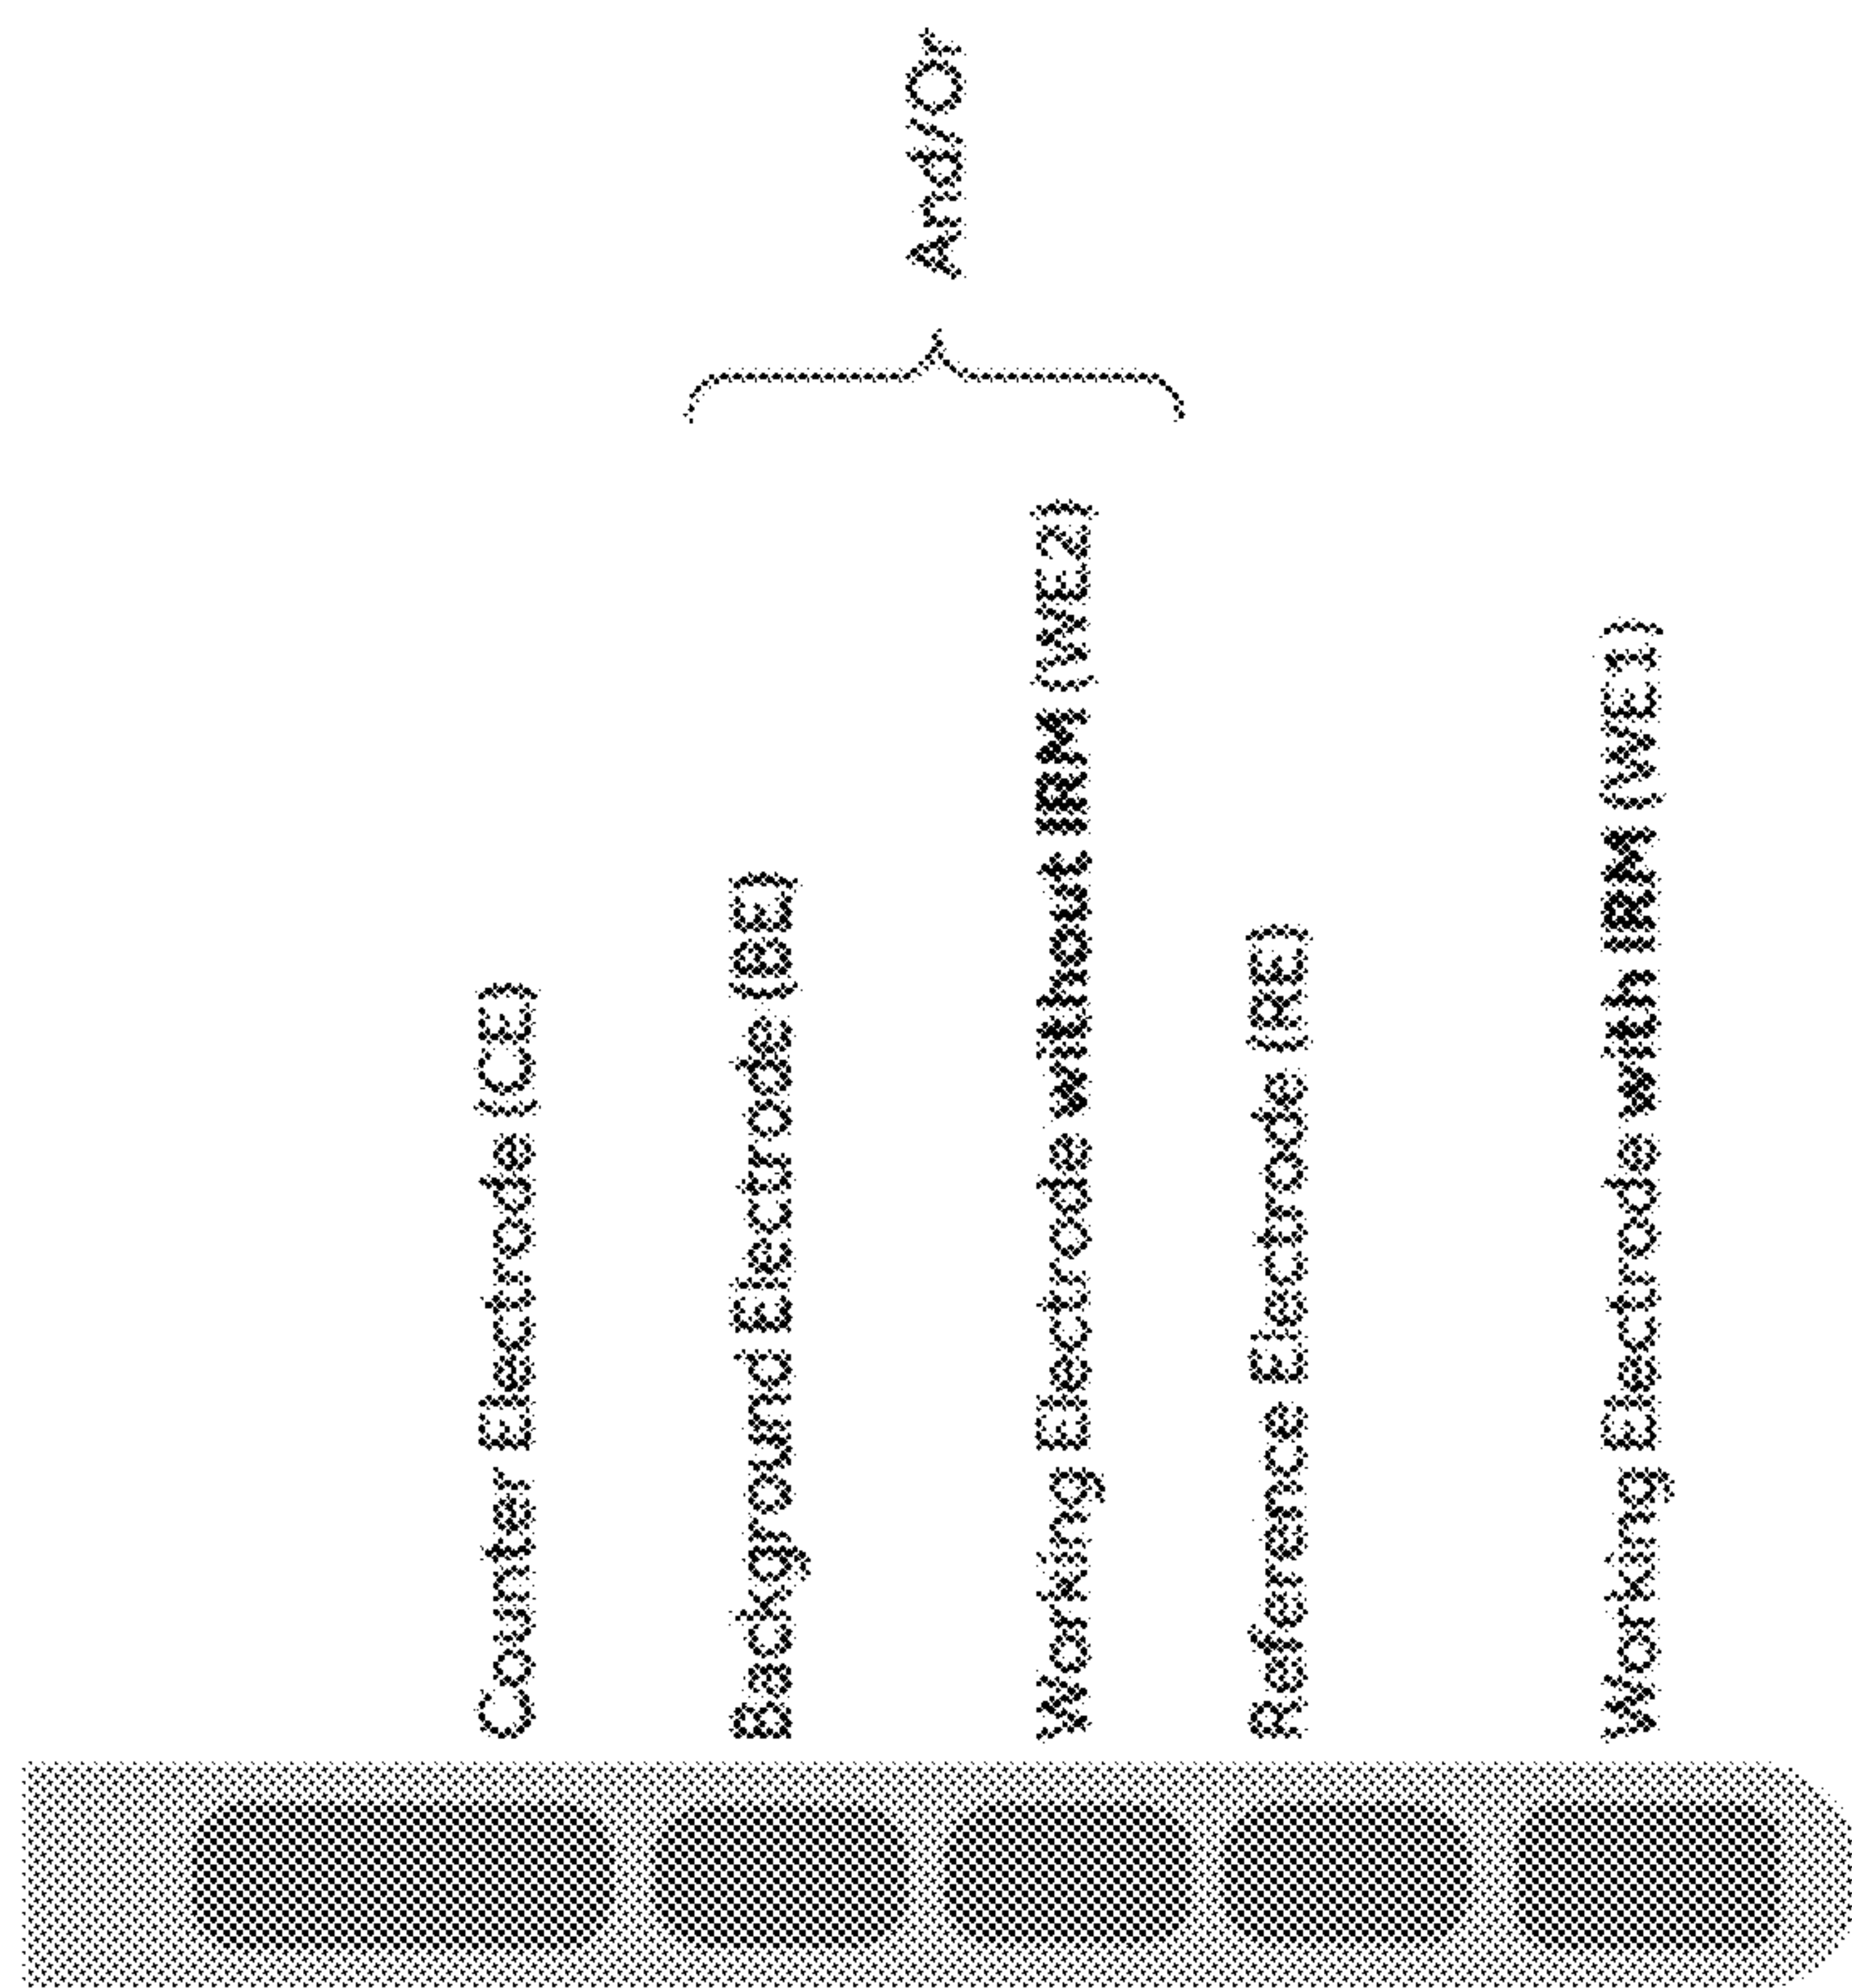 And/or
Counter Electrode (CE)
Background Electrode (BE)
Working Electrode without IRM (WE2)
Reference Electrode (RE)
Working Electrode with IRM (WE1)